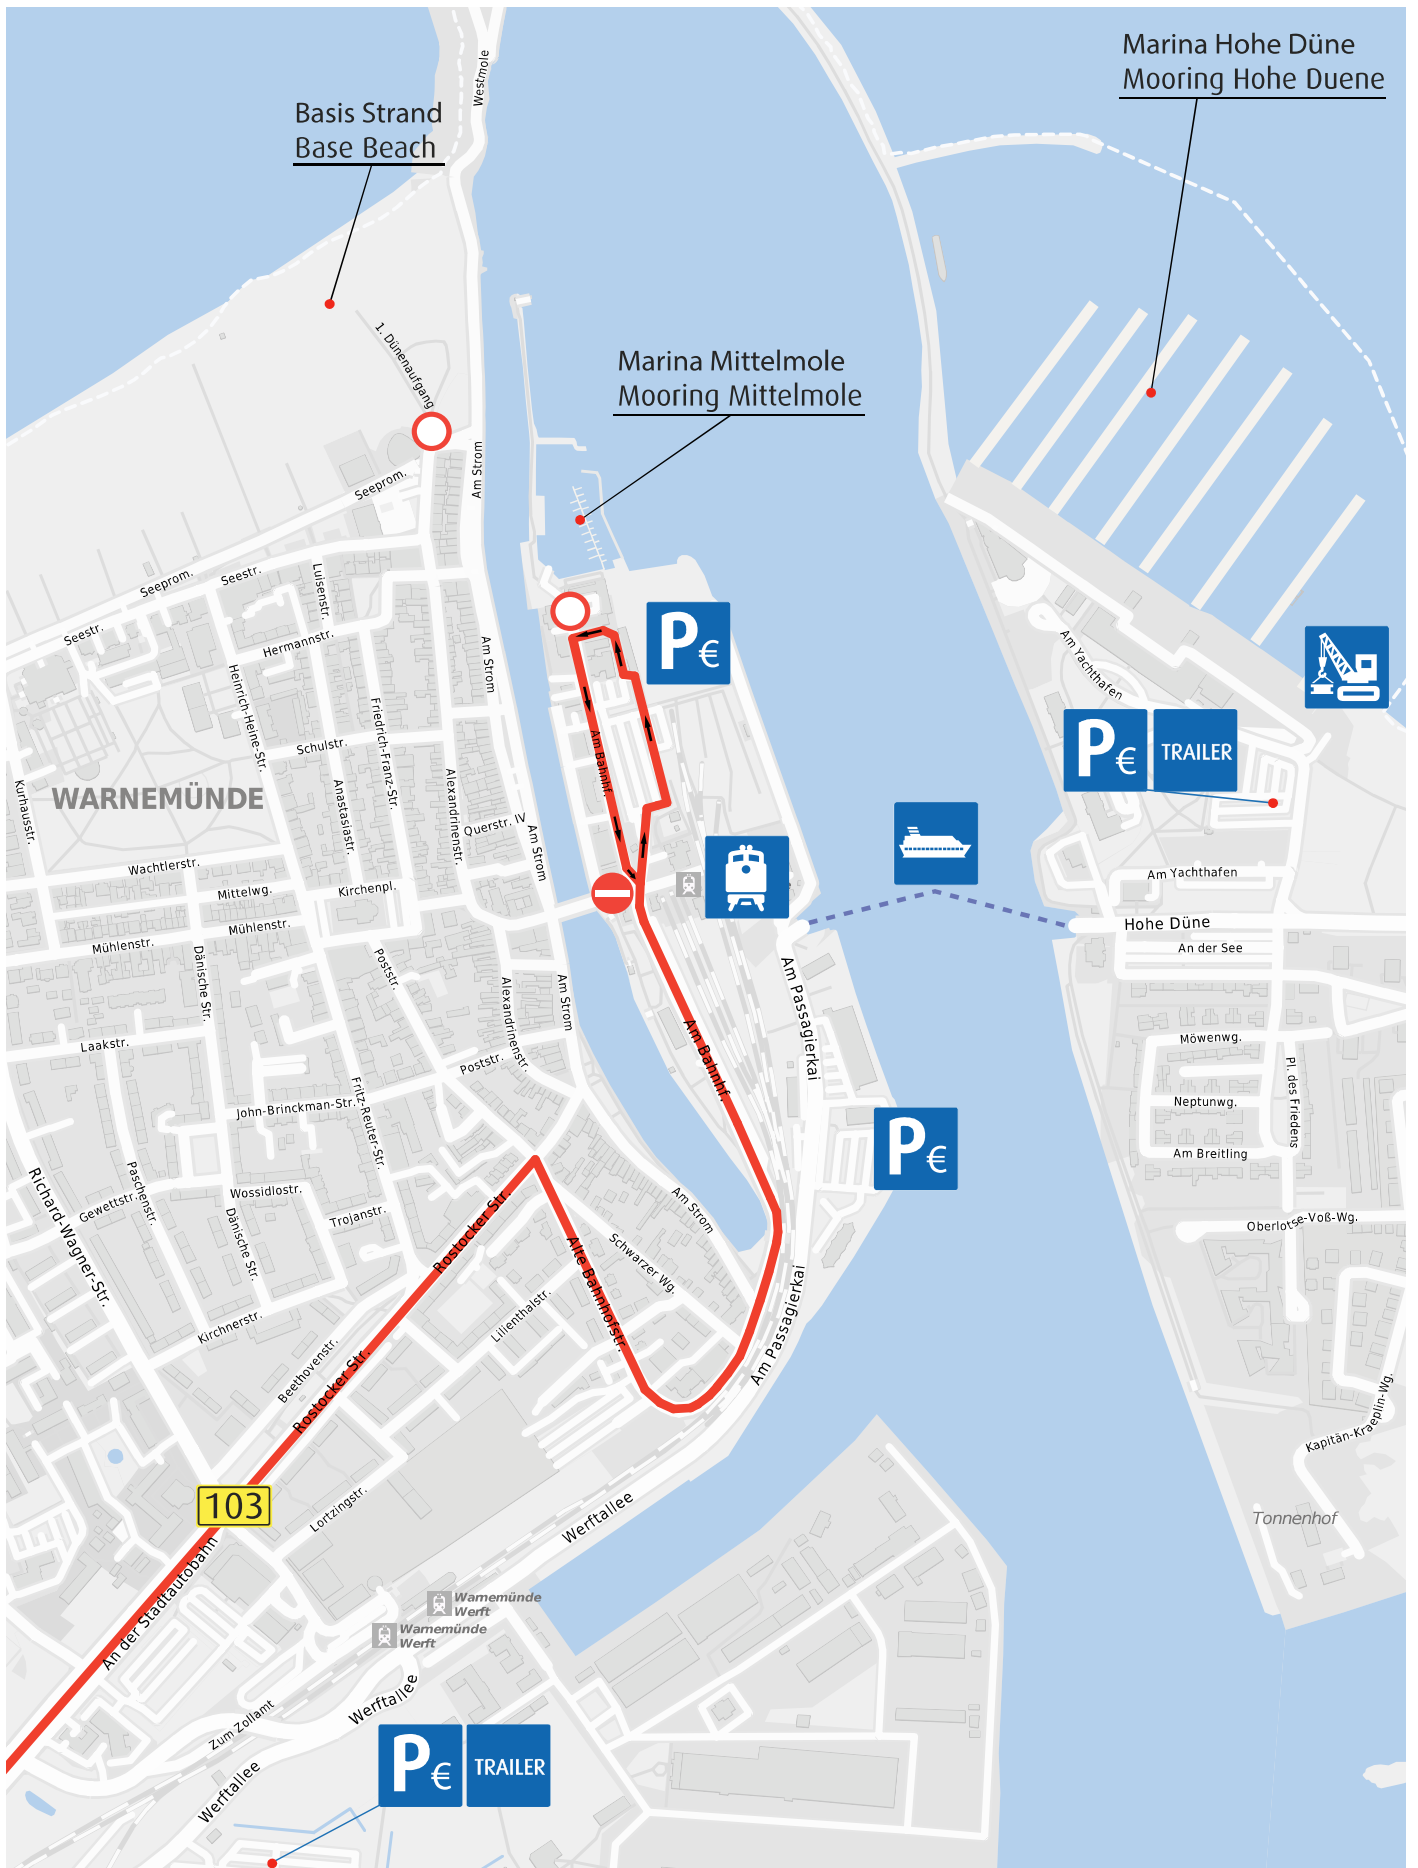 Marina Hohe Düne
Mooring Hohe Duene
Westmole
Basis Strand
Base Beach
1. Dünenaufgang
Marina Mittelmole
Mooring Mittelmole
Am Strom
Seeprom.
Seeprom.
Seestr.
Seestr.
Luisenstr.
Hermannstr.
P€
Am Yachthafen
Am Strom
Heinrich-Heine-Str.
Friedrich-Franz-Str.
Schulstr.
Am Bahnhf.
P€
TRAILER
Kurhausstr.
WARNEMÜNDE
Anastasiastr.
Alexandrinenstr.
Querstr. IV
Am Strom
Wachtlerstr.
Mittelwg.
Kirchenpl.
Am Yachthafen
Mühlenstr.
Mühlenstr.
Hohe Düne
An der See
Dänische Str.
Poststr.
Alexandrinenstr.
Am Strom
Am Passagierkai
Laakstr.
Poststr.
Am Bahnhf.
Möwenwg.
Pl. des Friedens
Neptunwg.
John-Brinckman-Str.
Fritz-Reuter-Str.
P€
Am Breitling
Richard-Wagner-Str.
Paschenstr.
Gewettstr.
Wossidlostr.
Dänische Str.
Trojanstr.
Rostocker Str.
Am Strom
Oberlotse-Voß-Wg.
Alte Bahnhofstr.
Schwarzer Wg.
Lilienthalstr.
Kirchnerstr.
Beethovenstr.
Rostocker Str.
Am Passagierkai
Kapitän-Kraeplin-Wg.
103
Lortzingstr.
Werftallee
Tonnenhof
An der Stadtautobahn
Warnemünde
Werft
Warnemünde
Werft
Werftallee
Zum Zollamt
Werftallee
P€
TRAILER